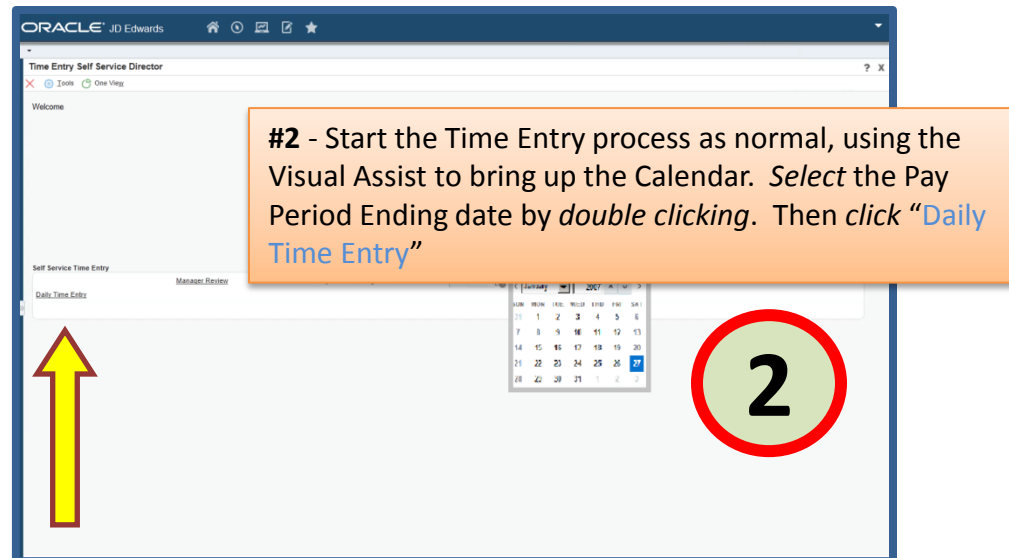 ORACLE® JD Edwards
Time Entry Self Service Director ? X
Tools One View
Welcome
#2 - Start the Time Entry process as normal, using the
Visual Assist to bring up the Calendar. Select the Pay
Period Ending date by double clicking. Then click “Daily
Time Entry”
Self Service Time Entry
Manager Review
Daily Time Entry
January 2007
SUN MON TUE WED THU FRI SAT
31 1 2 3 4 5 6
7 8 9 10 11 12 13
14 15 16 17 18 19 20
21 22 23 24 25 26 27
28 29 30 31 1 2 3
2